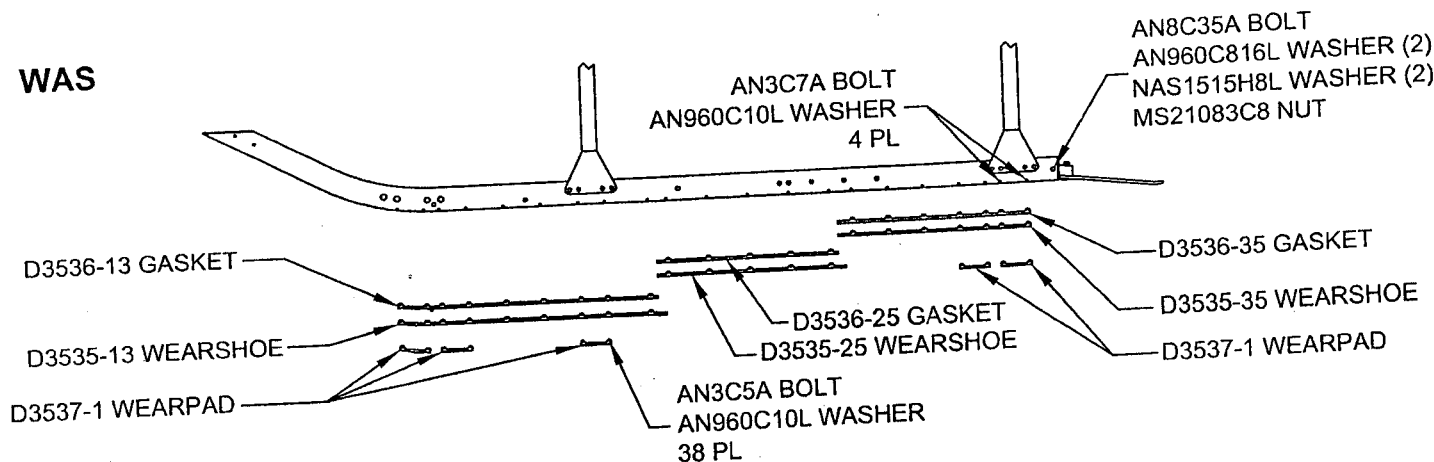 WAS
AN3C7A BOLT
AN960C10L WASHER
4 PL
AN8C35A BOLT
AN960C816L WASHER (2)
NAS1515H8L WASHER (2)
MS21083C8 NUT
D3536-13 GASKET
D3535-13 WEARSHOE
D3537-1 WEARPAD
D3536-25 GASKET
D3535-25 WEARSHOE
AN3C5A BOLT
AN960C10L WASHER
38 PL
D3536-35 GASKET
D3535-35 WEARSHOE
D3537-1 WEARPAD